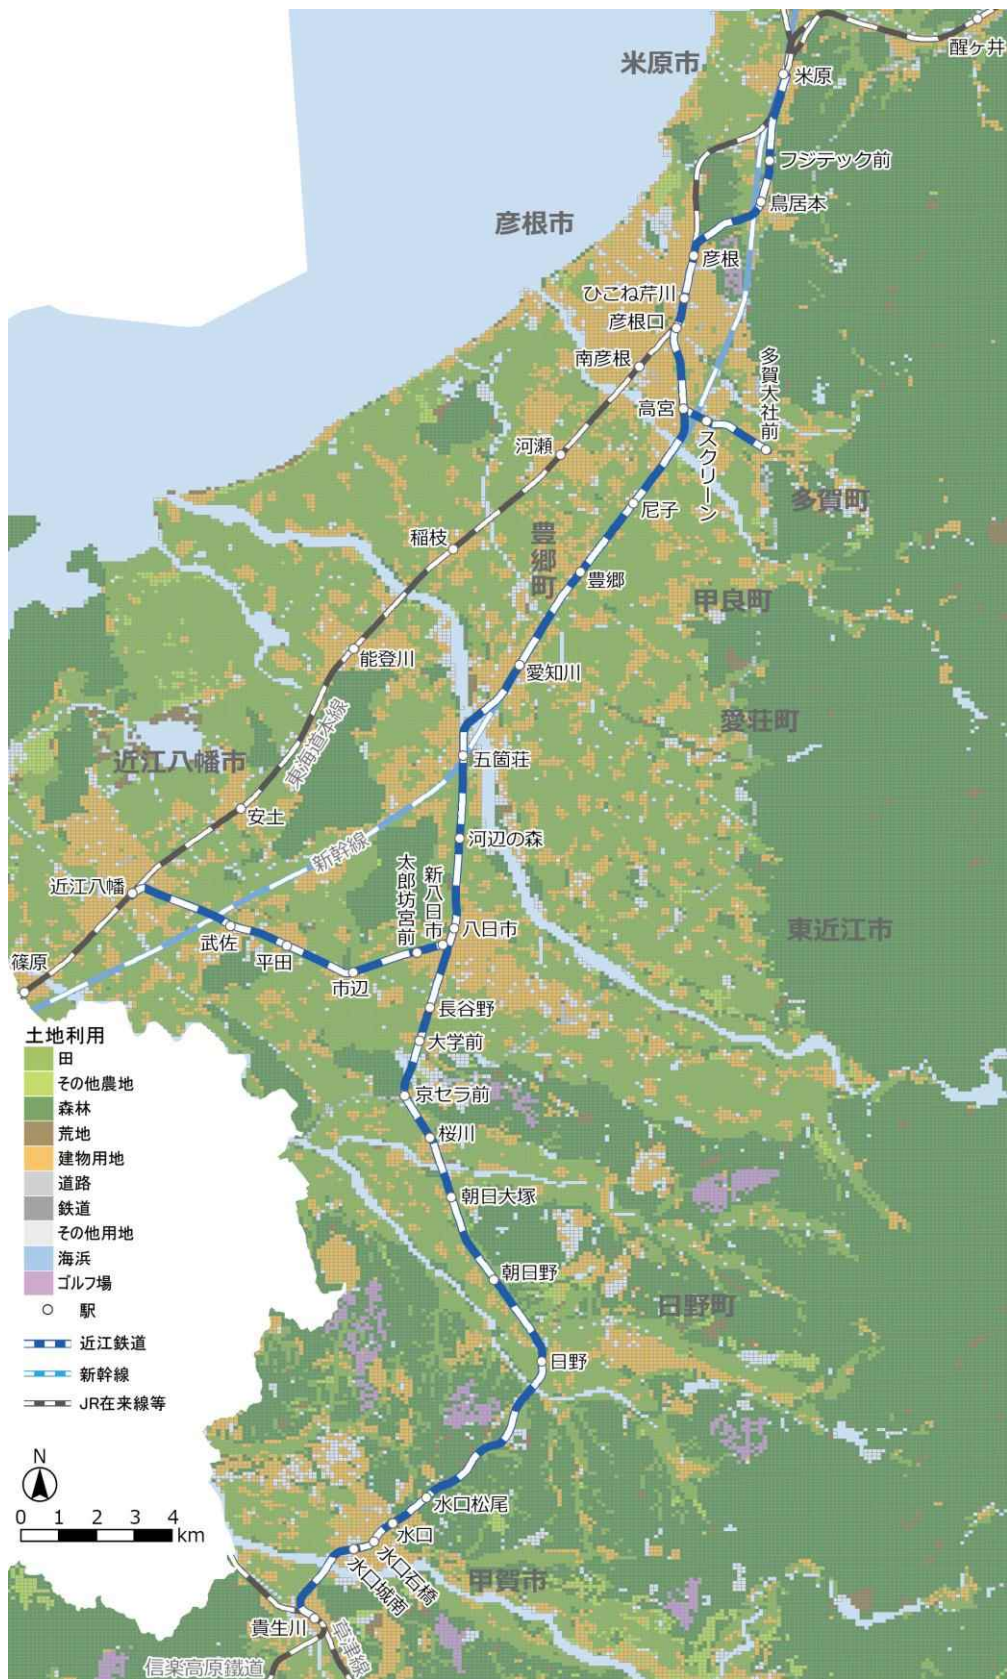 醒ヶ井
米原市
米原
フジテック前
鳥居本
彦根市
彦根
ひこね芹川
彦根口
南彦根
多賀大社前
高宮
スクリーン
河瀬
多賀町
尼子
稲枝
豊郷町
豊郷
甲良町
能登川
愛知川
愛荘町
東海道本線
近江八幡市
五箇荘
安土
新幹線
河辺の森
太郎坊宮前
新八日市
近江八幡
八日市
東近江市
武佐
平田
市辺
篠原
長谷野
大学前
京セラ前
桜川
朝日大塚
朝日野
日野町
日野
土地利用
田
その他農地
森林
荒地
建物用地
道路
鉄道
その他用地
海浜
ゴルフ場
駅
近江鉄道
新幹線
JR在来線等
N
0 1 2 3 4
km
水口松尾
水口
水口石橋
水口城南
甲賀市
貴生川
草津線
信楽高原鐵道